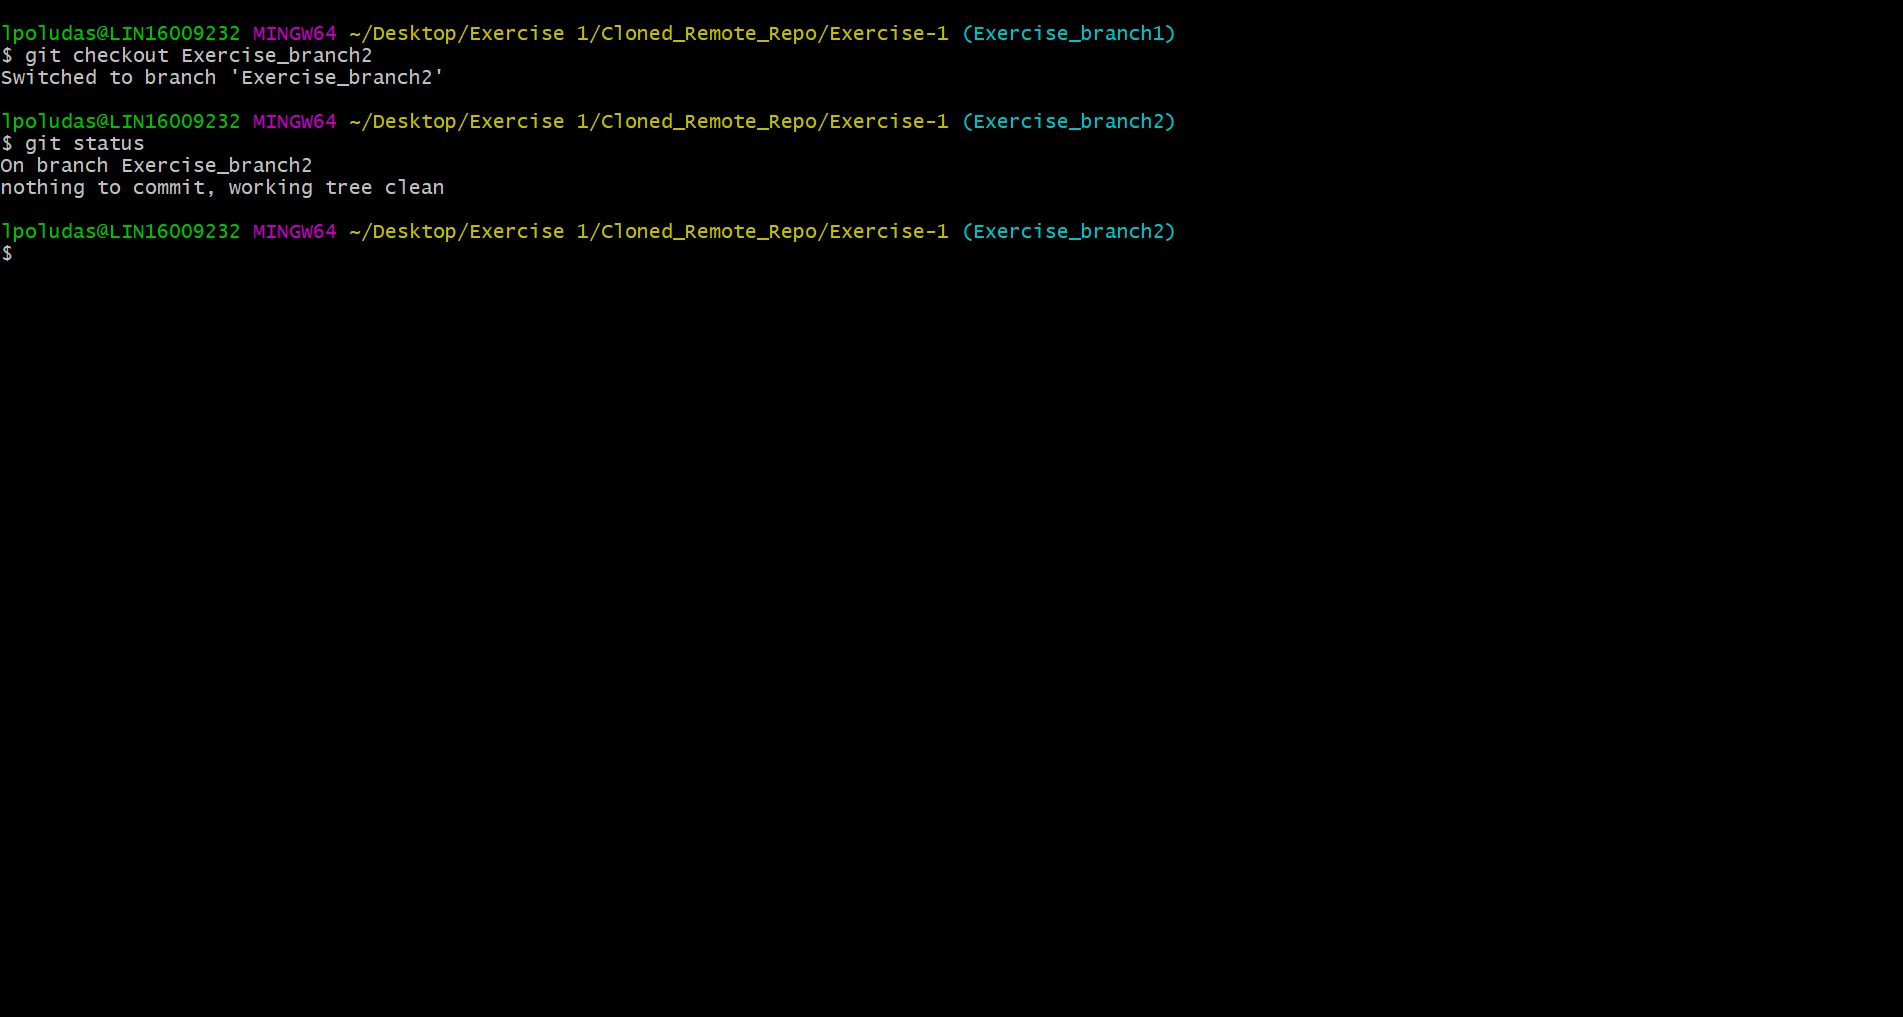 lpoludas@LIN16009232 MINGW64 ~/Desktop/Exercise 1/Cloned_Remote_Repo/Exercise-1 (Exercise_branch1)
$ git checkout Exercise_branch2
Switched to branch 'Exercise_branch2'
lpoludas@LIN16009232 MINGW64 ~/Desktop/Exercise 1/Cloned_Remote_Repo/Exercise-1 (Exercise_branch2)
$ git status
On branch Exercise_branch2
nothing to commit, working tree clean
lpoludas@LIN16009232 MINGW64 ~/Desktop/Exercise 1/Cloned_Remote_Repo/Exercise-1 (Exercise_branch2)
$